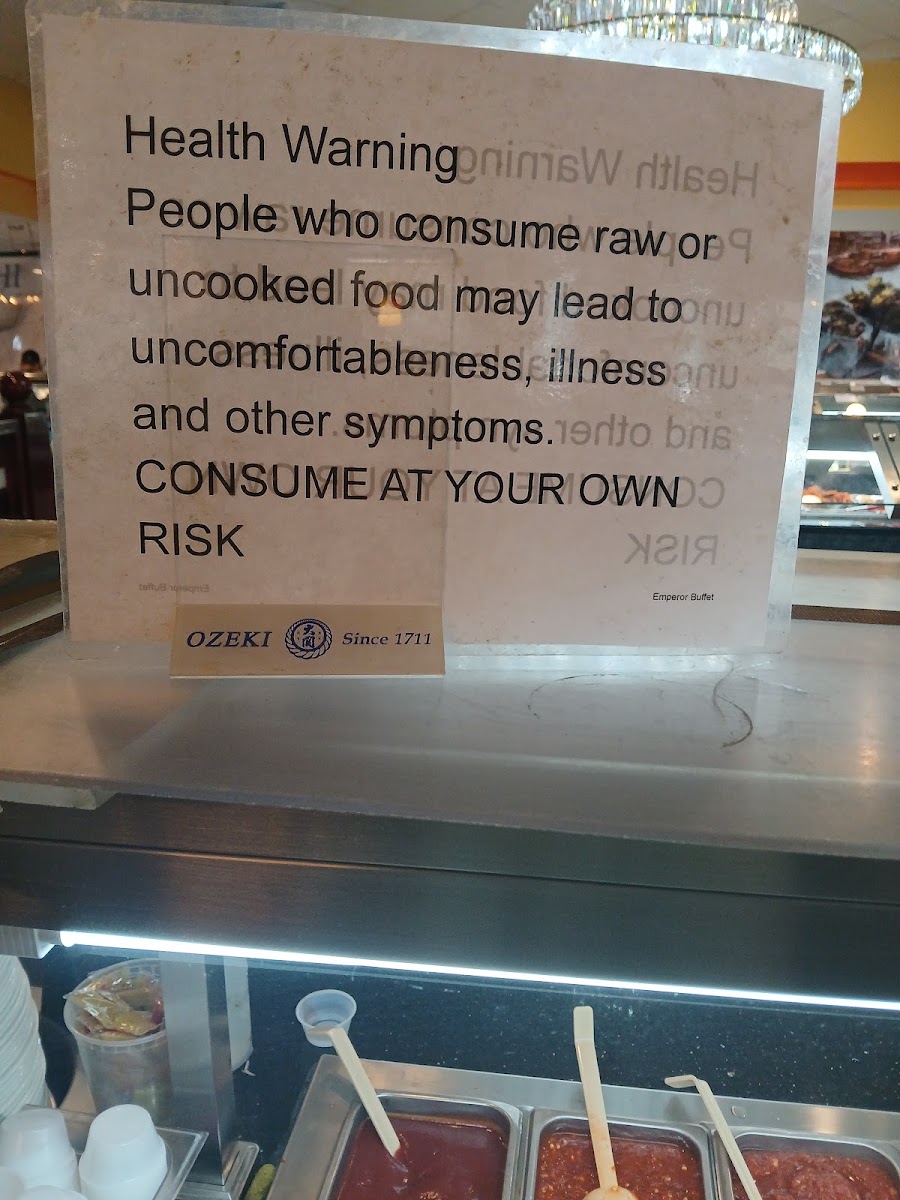 Health Warning
People who consume raw or
uncooked food may lead to
uncomfortableness, illness
and other symptoms.
CONSUME AT YOUR OWN
RISK
Emperor Buffet
OZEKI Since 1711